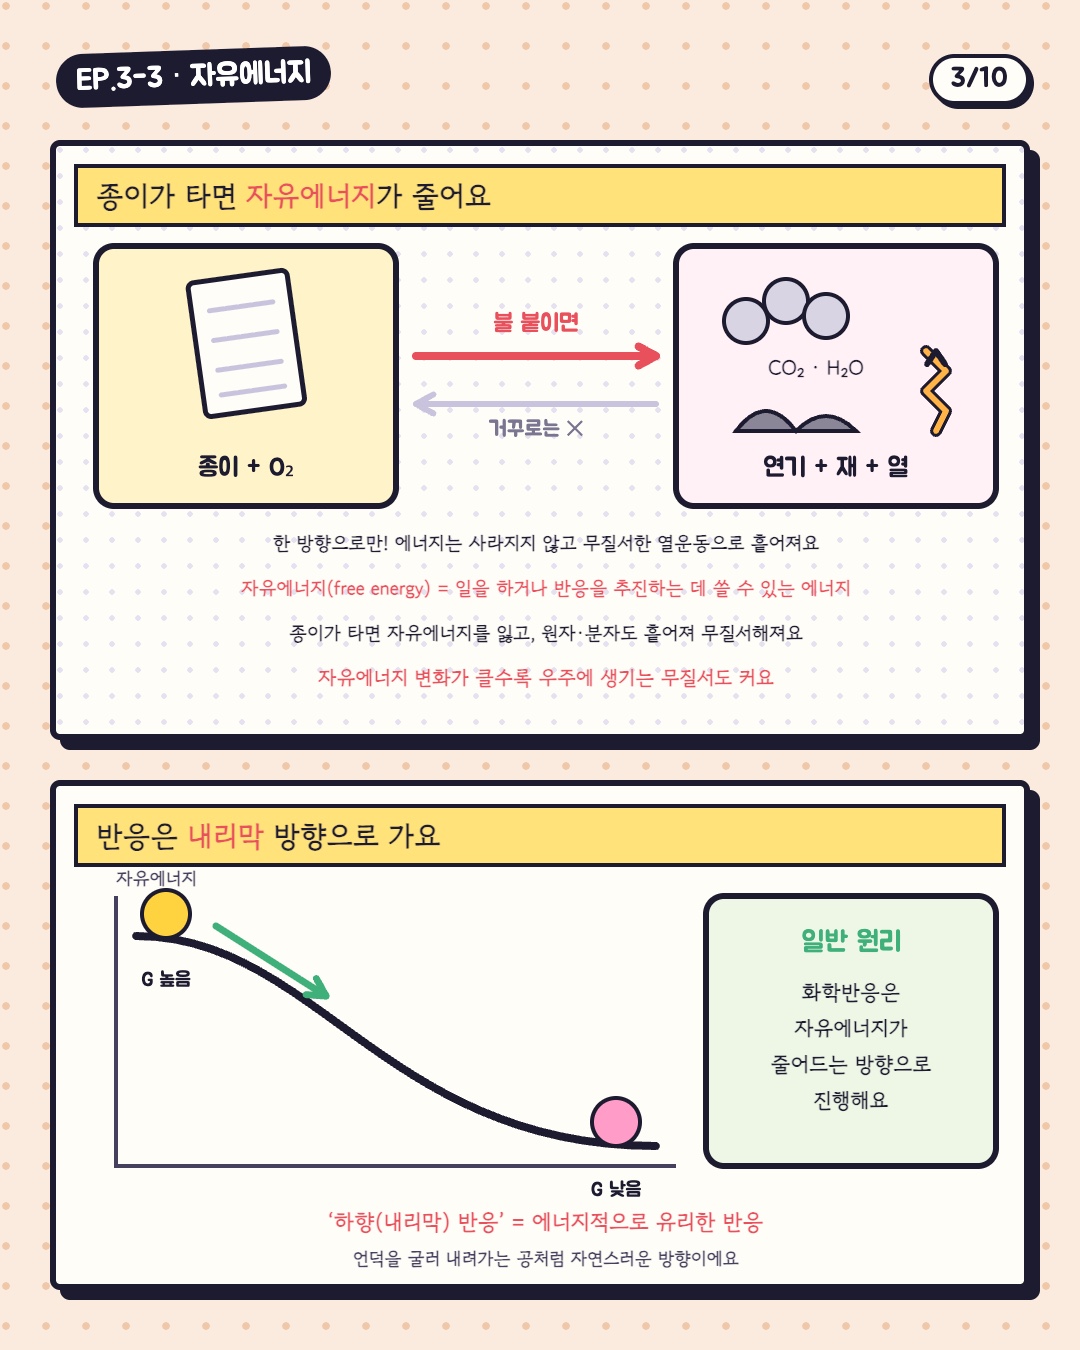 EP.3-3 · 자유에너지
3/10
종이가 타면 자유에너지가 줄어요
불 붙이면
거꾸로는 ×
CO₂ · H₂O
종이 + O₂
연기 + 재 + 열
한 방향으로만! 에너지는 사라지지 않고 무질서한 열운동으로 흩어져요
자유에너지(free energy) = 일을 하거나 반응을 추진하는 데 쓸 수 있는 에너지
종이가 타면 자유에너지를 잃고, 원자·분자도 흩어져 무질서해져요
자유에너지 변화가 클수록 우주에 생기는 무질서도 커요
반응은 내리막 방향으로 가요
자유에너지
G 높음
G 낮음
일반 원리
화학반응은
자유에너지가
줄어드는 방향으로
진행해요
‘하향(내리막) 반응’ = 에너지적으로 유리한 반응
언덕을 굴러 내려가는 공처럼 자연스러운 방향이에요